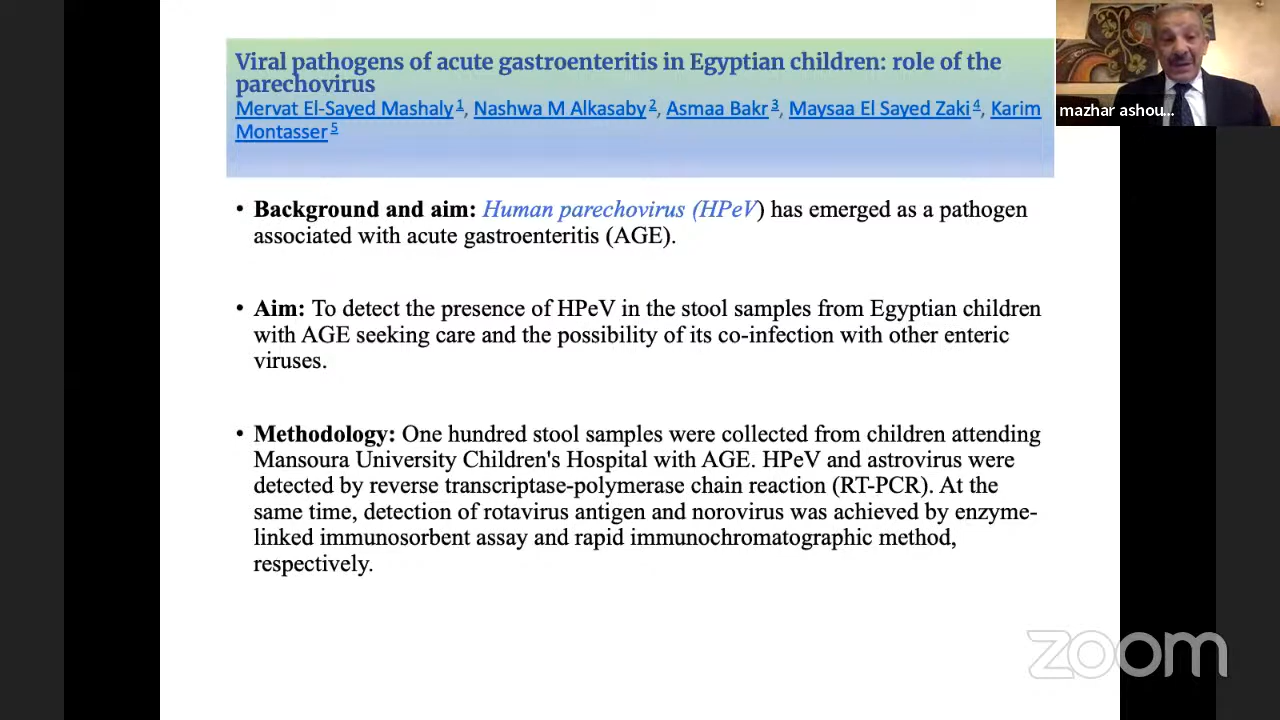 Viral pathogens of acute gastroenteritis in Egyptian children: role of the
parechovirus
Mervat El-Sayed Mashaly 1, Nashwa M Alkasaby 2, Asmaa Bakr 3, Maysaa El Sayed Zaki 4, Karim
Montasser 5
mazhar ashou...
• Background and aim: Human parechovirus (HPeV) has emerged as a pathogen
associated with acute gastroenteritis (AGE).
• Aim: To detect the presence of HPeV in the stool samples from Egyptian children
with AGE seeking care and the possibility of its co-infection with other enteric
viruses.
• Methodology: One hundred stool samples were collected from children attending
Mansoura University Children's Hospital with AGE. HPeV and astrovirus were
detected by reverse transcriptase-polymerase chain reaction (RT-PCR). At the
same time, detection of rotavirus antigen and norovirus was achieved by enzyme-
linked immunosorbent assay and rapid immunochromatographic method,
respectively.
zoom